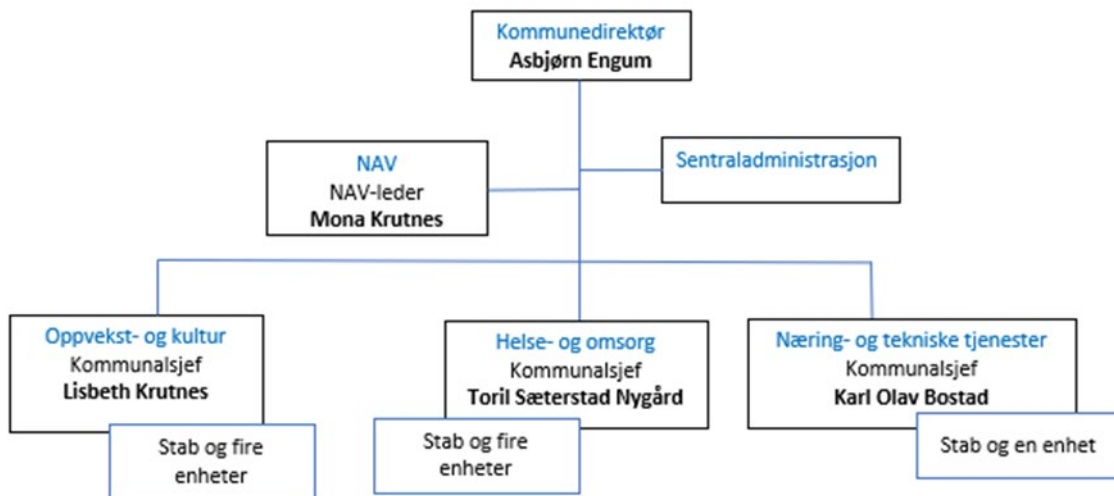 Kommunedirektør
Asbjørn Engum
NAV
NAV-leder
Mona Krutnes
Sentraladministrasjon
Oppvekst- og kultur
Kommunalsjef
Lisbeth Krutnes
Stab og fire
enheter
Helse- og omsorg
Kommunalsjef
Toril Sæterstad Nygård
Stab og fire
enheter
Næring- og tekniske tjenester
Kommunalsjef
Karl Olav Bostad
Stab og en enhet